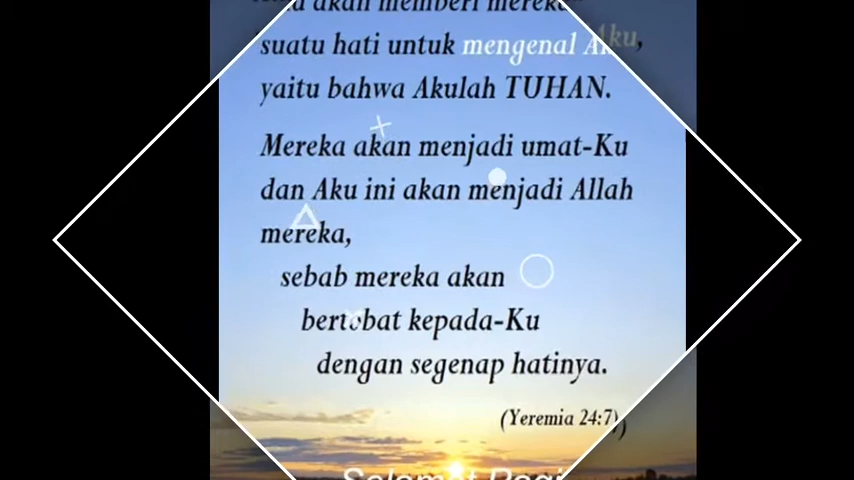 akan memberi mereka
suatu hati untuk mengenal Aku,
yaitu bahwa Akulah TUHAN.
Mereka akan menjadi umat-Ku
dan Aku ini akan menjadi Allah
mereka,
sebab mereka akan
bertobat kepada-Ku
dengan segenap hatinya.
(Yeremia 24:7)
Selamat Pagi